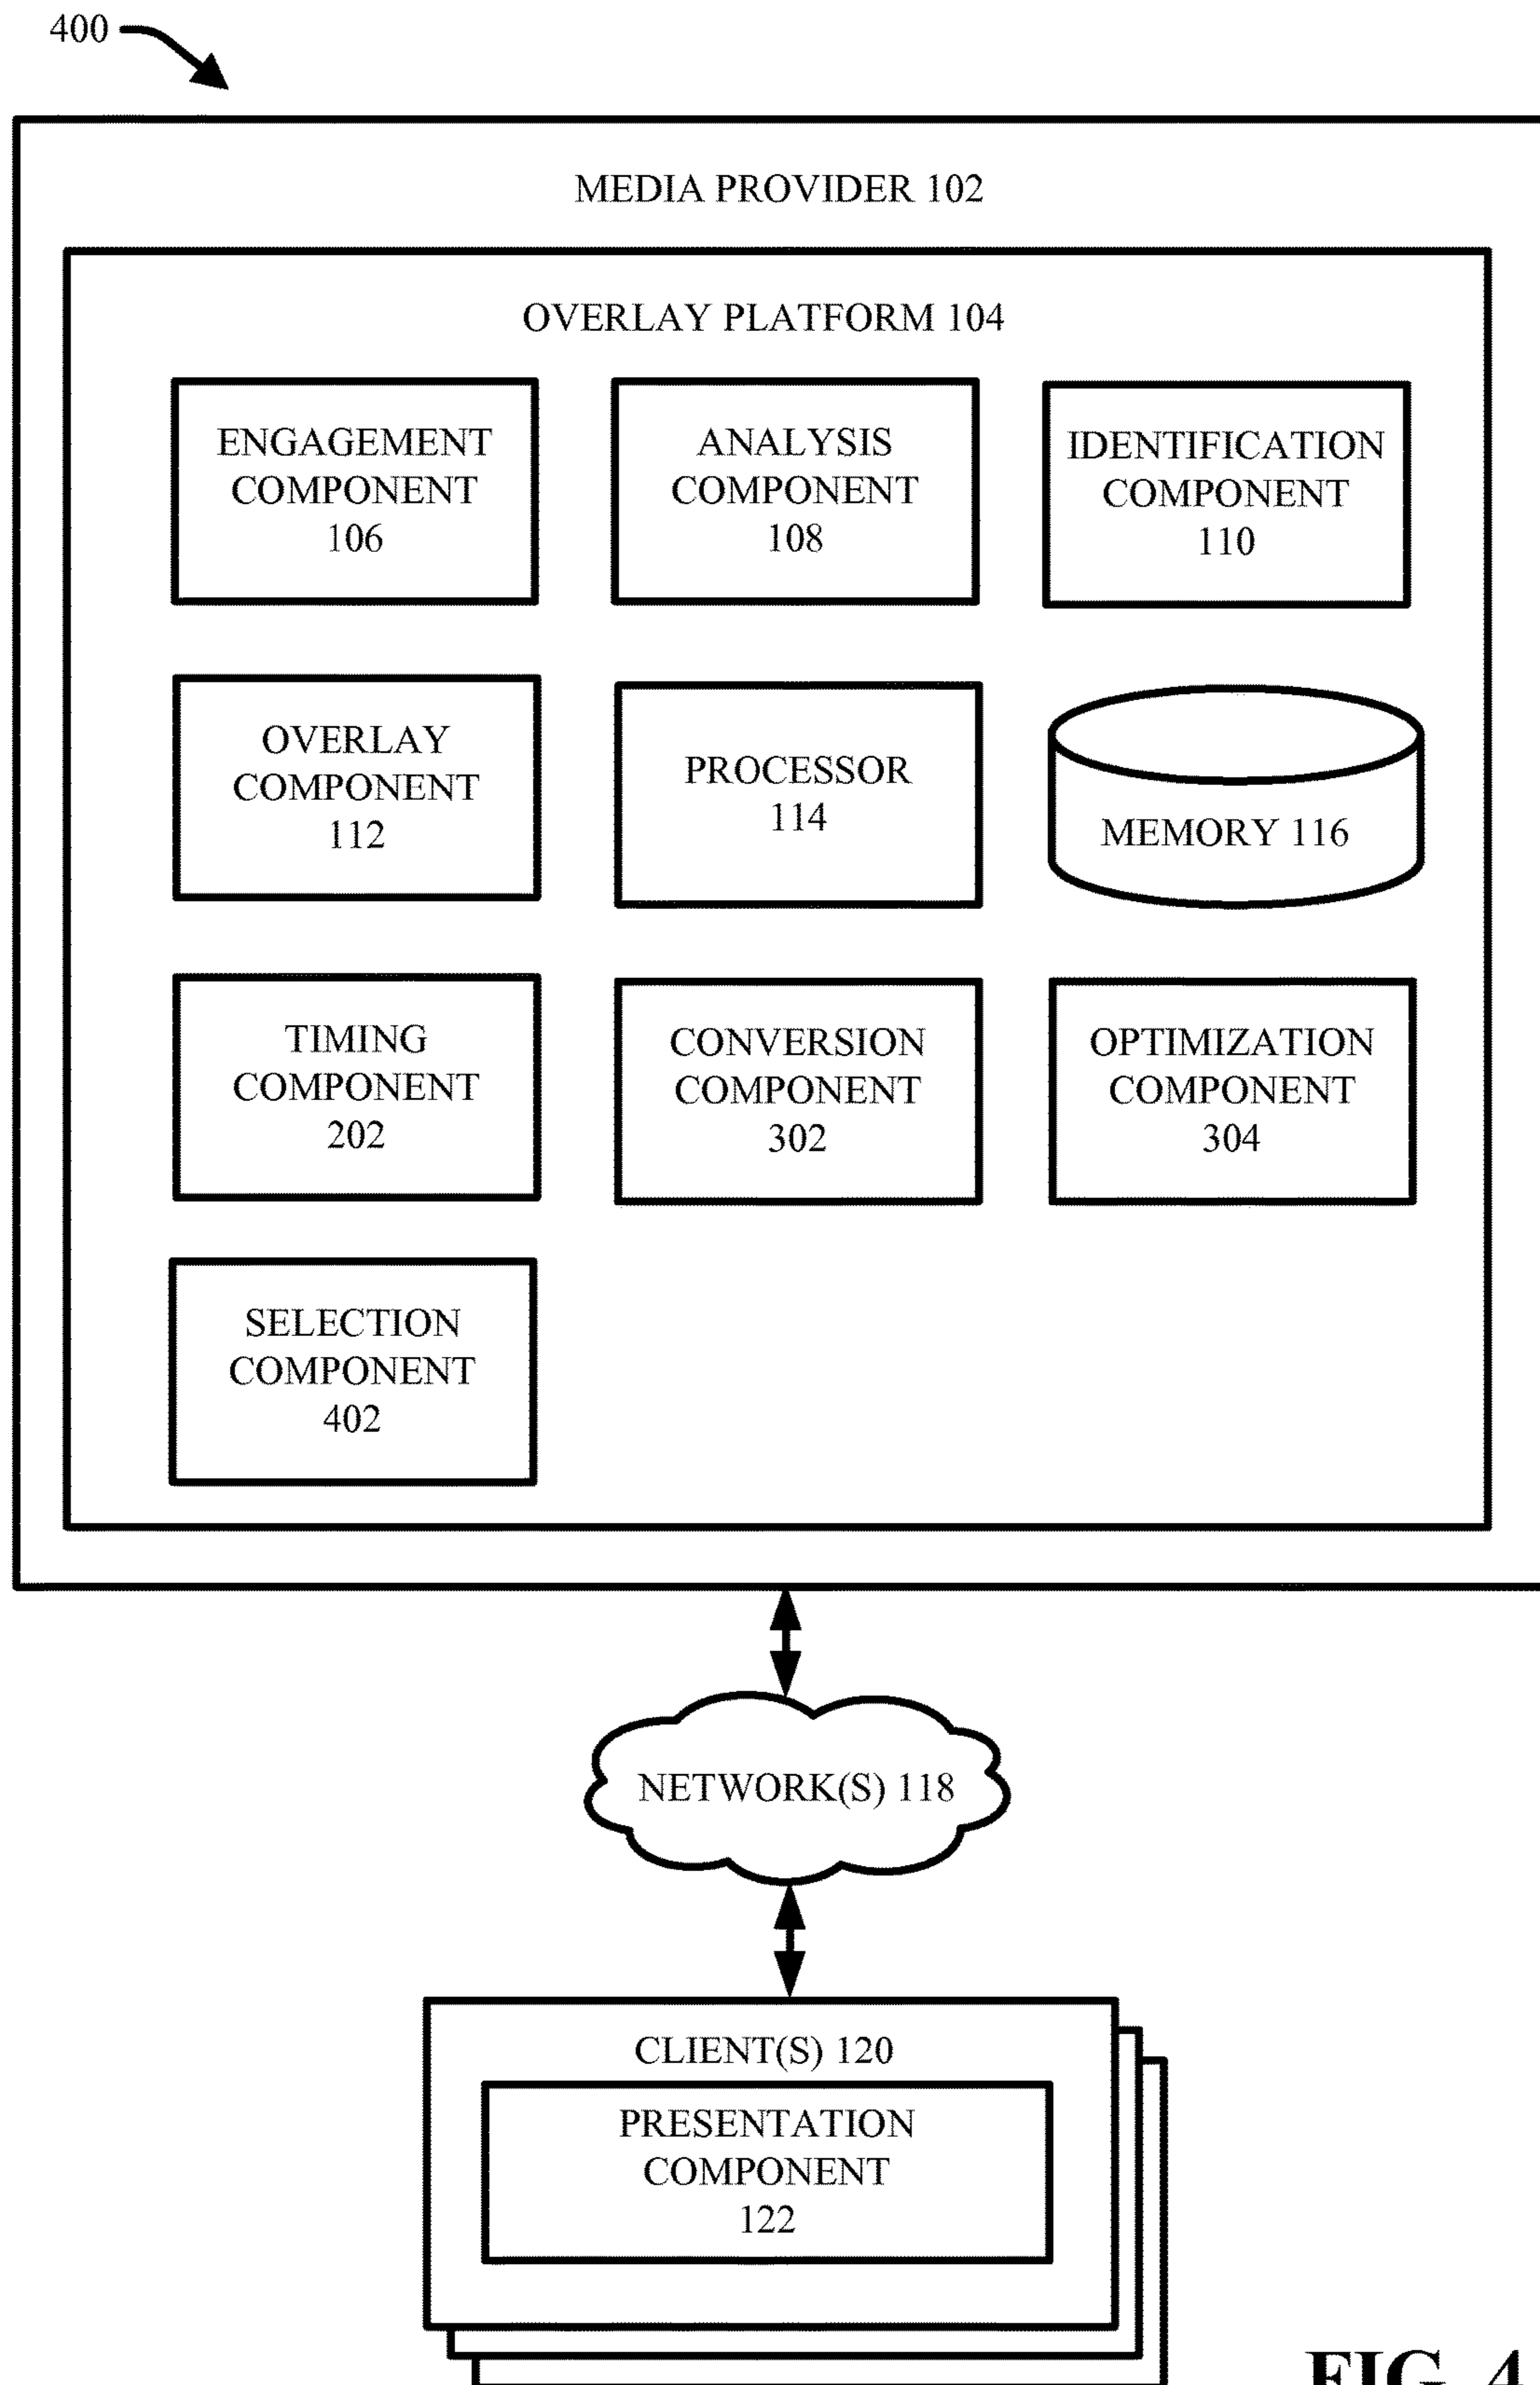 400
MEDIA PROVIDER 102
OVERLAY PLATFORM 104
ENGAGEMENT
COMPONENT
106
ANALYSIS
COMPONENT
108
IDENTIFICATION
COMPONENT
110
OVERLAY
COMPONENT
112
PROCESSOR
114
MEMORY 116
TIMING
COMPONENT
202
CONVERSION
COMPONENT
302
OPTIMIZATION
COMPONENT
304
SELECTION
COMPONENT
402
NETWORK(S) 118
CLIENT(S) 120
PRESENTATION
COMPONENT
122
FIG. 4